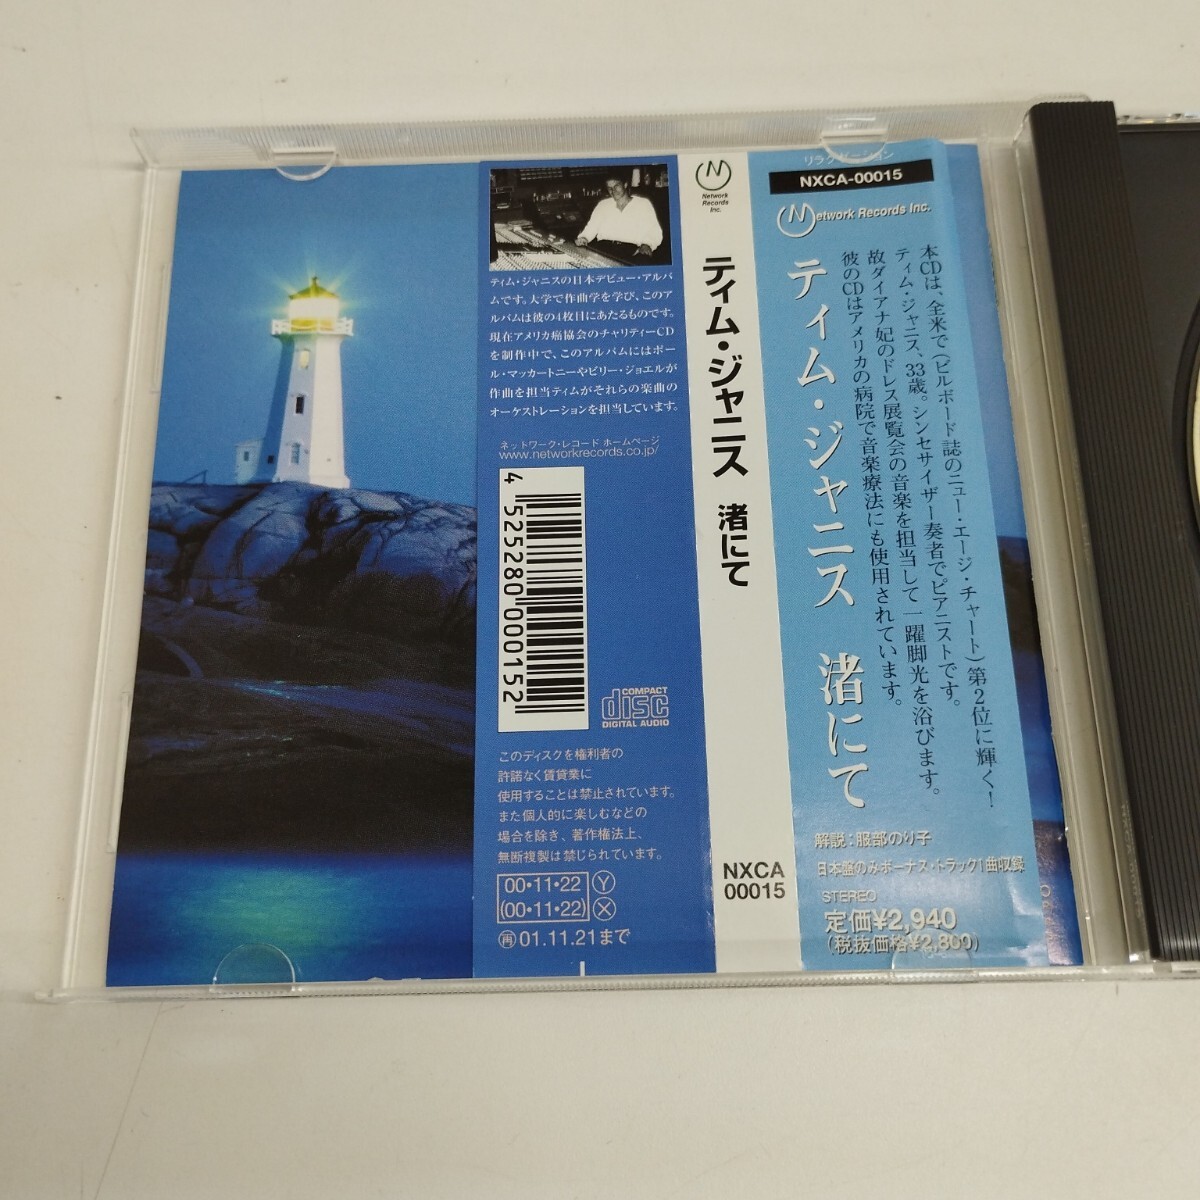 ティム・ジャニスの日本デビュー・アルバ
ムです。大学で作曲学を学び、このア
ルバムは彼の4枚目にあたるものです。
現在アメリカ癌協会のチャリティーCD
を制作中で、このアルバムにはポー
ル・マッカートニーやビリー・ジョエルが
作曲を担当ティムがそれらの楽曲の
オーケストレーションを担当しています。
ネットワーク・レコード ホームページ
www.networkrecords.co.jp/
4 525280 000152
COMPACT
disc
DIGITAL AUDIO
このディスクを権利者の
許諾なく賃貸業に
使用することは禁止されています。
また個人的に楽しむなどの
場合を除き、著作権法上、
無断複製は禁じられています。
00・11・22 Ⓨ
(00・11・22) Ⓧ
㊢01.11.21まで
N
Network
Records
Inc.
ティム・ジャニス 渚にて
NXCA
00015
リラクゼーション
NXCA-00015
Network Records Inc.
ティム・ジャニス 渚にて
本CDは、全米で(ビルボード誌のニュー・エージ・チャート)第2位に輝く!
ティム・ジャニス、33歳。シンセサイザー奏者でピアニストです。
故ダイアナ妃のドレス展覧会の音楽を担当して一躍脚光を浴びます。
彼のCDはアメリカの病院で音楽療法にも使用されています。
解説:服部のり子
日本盤のみボーナス・トラック1曲収録
STEREO
定価¥2,940
(税抜価格¥2,800)